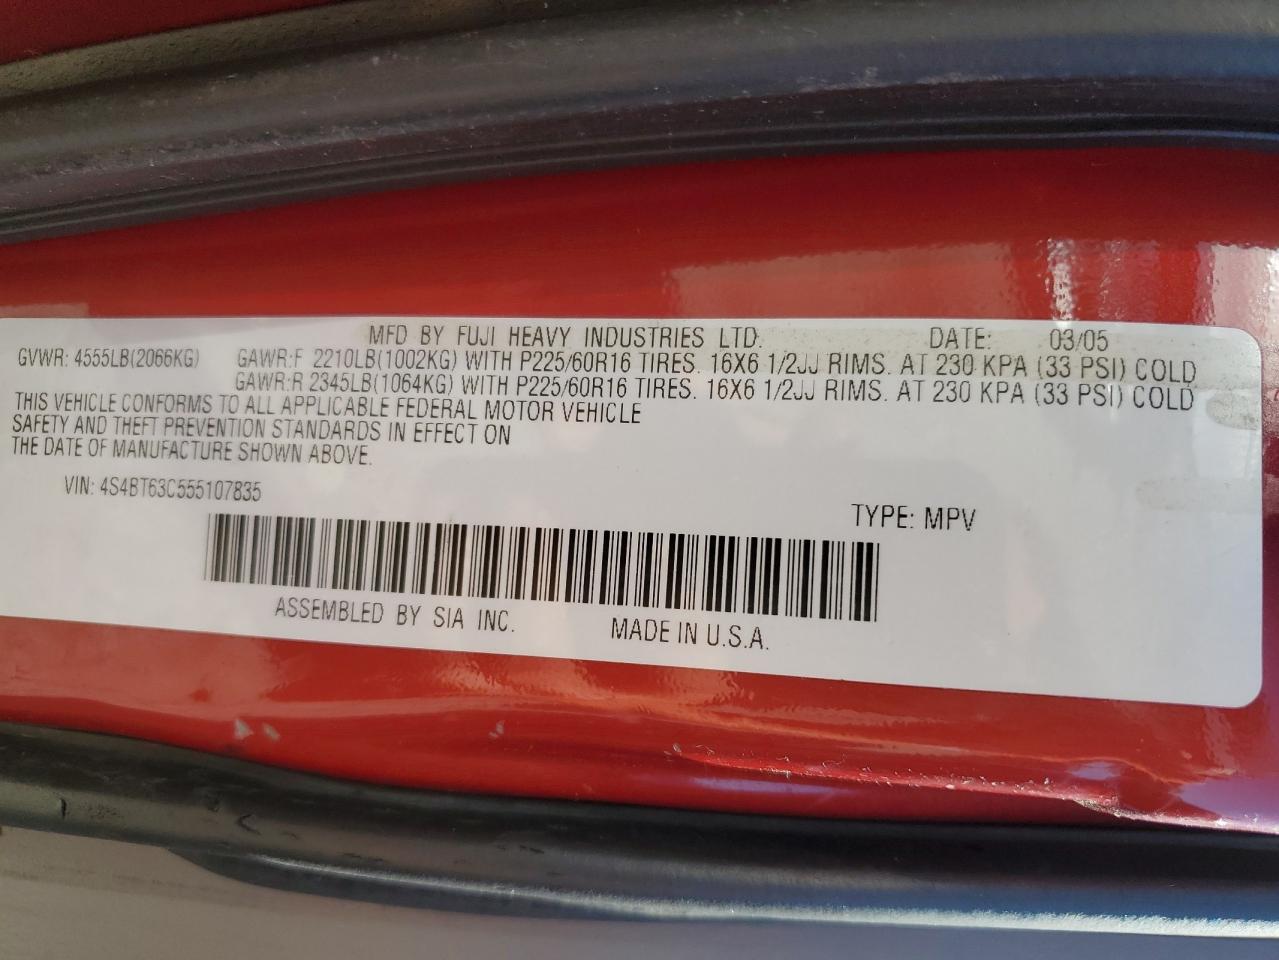 MFD BY FUJI HEAVY INDUSTRIES LTD. DATE: 03/05
GVWR: 4555LB(2066KG) GAWR:F 2210LB(1002KG) WITH P225/60R16 TIRES. 16X6 1/2JJ RIMS. AT 230 KPA (33 PSI) COLD
GAWR:R 2345LB(1064KG) WITH P225/60R16 TIRES. 16X6 1/2JJ RIMS. AT 230 KPA (33 PSI) COLD
THIS VEHICLE CONFORMS TO ALL APPLICABLE FEDERAL MOTOR VEHICLE
SAFETY AND THEFT PREVENTION STANDARDS IN EFFECT ON
THE DATE OF MANUFACTURE SHOWN ABOVE.
VIN: 4S4BT63C555107835
TYPE: MPV
ASSEMBLED BY SIA INC. MADE IN U.S.A.